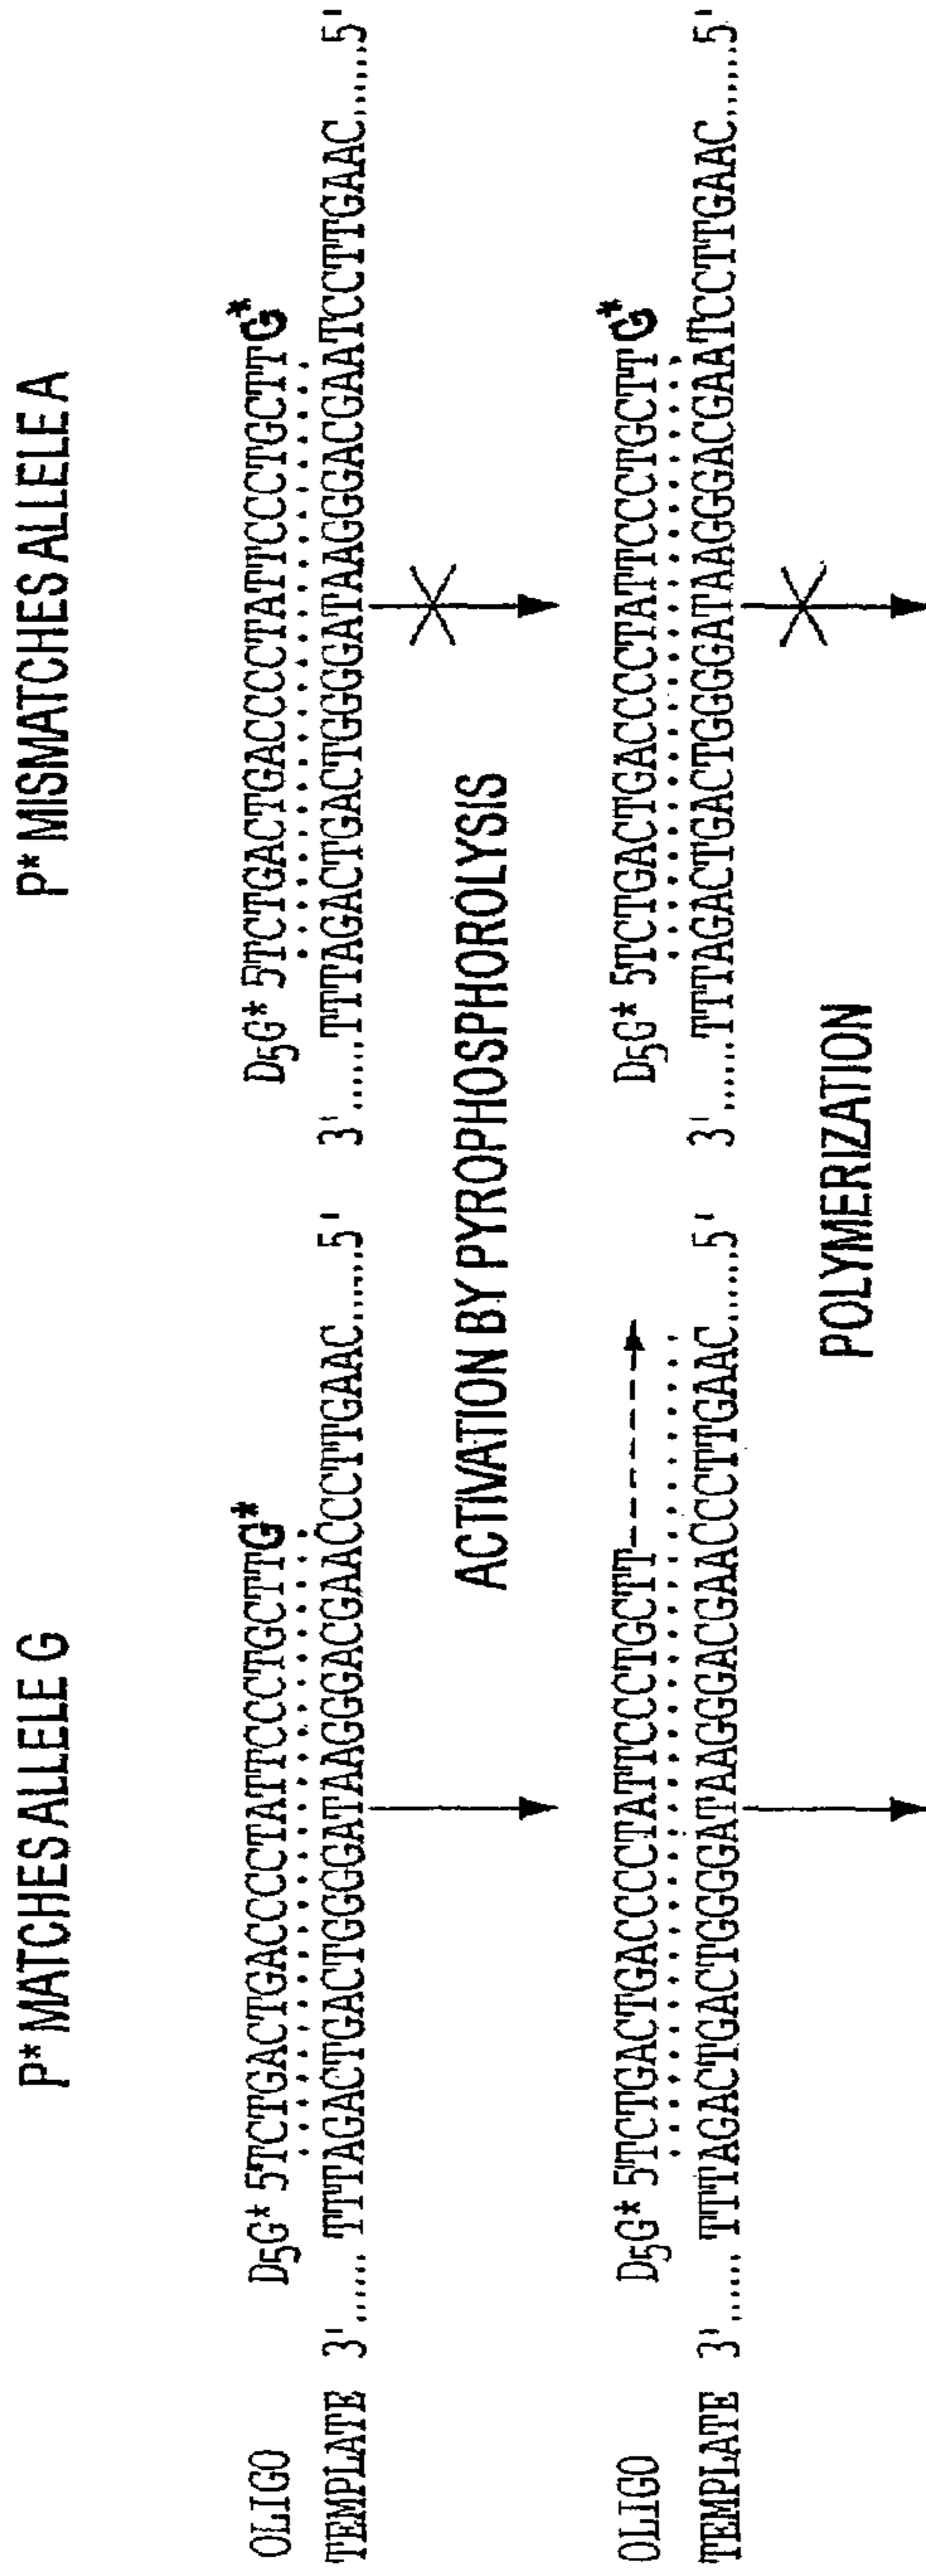 P* MATCHES ALLELE G
P* MISMATCHES ALLELE A
OLIGO D5G* 5'TCTGACTGACCCCTATTCCCTGCTTG*
TEMPLATE 3'...... TTTAGACTGACTGGGGATAAGGGACGAACCCTTGAAC......5'
D5G* 5'TCTGACTGACCCCTATTCCCTGCTTG*
3'......TTTAGACTGACTGGGGATAAGGGACGAATCCTTGAAC......5'
ACTIVATION BY PYROPHOSPHOROLYSIS
OLIGO D5G* 5'TCTGACTGACCCCTATTCCCTGCTT
TEMPLATE 3'...... TTTAGACTGACTGGGGATAAGGGACGAACCCTTGAAC......5'
D5G* 5'TCTGACTGACCCCTATTCCCTGCTTG*
3'......TTTAGACTGACTGGGGATAAGGGACGAATCCTTGAAC......5'
POLYMERIZATION